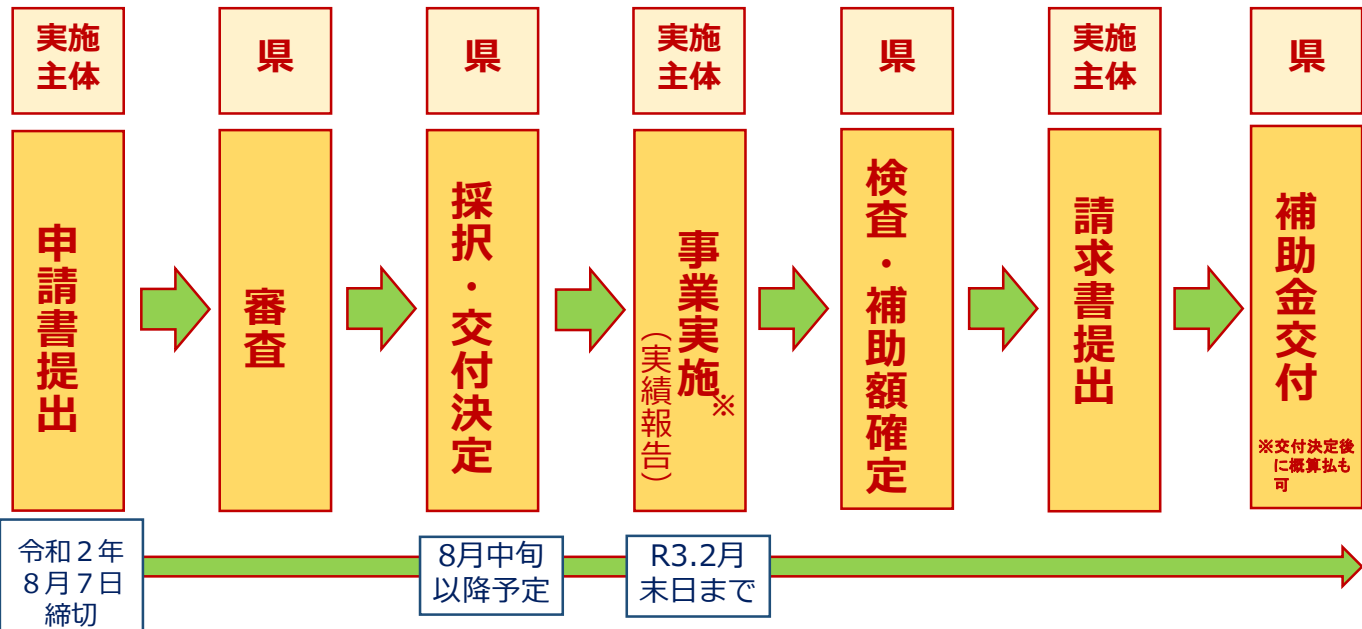 実施
主体
県
県
実施
主体
県
実施
主体
県
申請書提出
審査
採択・交付決定
事業実施※
（実績報告）
検査・補助額確定
請求書提出
補助金交付
※交付決定後
に概算払も
可
令和２年
８月７日
締切
8月中旬
以降予定
R3.2月
末日まで